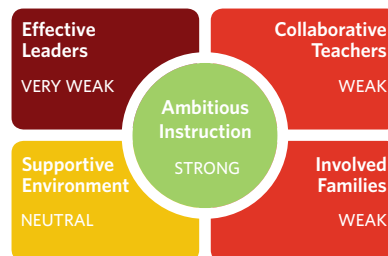 Effective
Leaders
VERY WEAK
Collaborative
Teachers
WEAK
Ambitious
Instruction
STRONG
Supportive
Environment
NEUTRAL
Involved
Families
WEAK